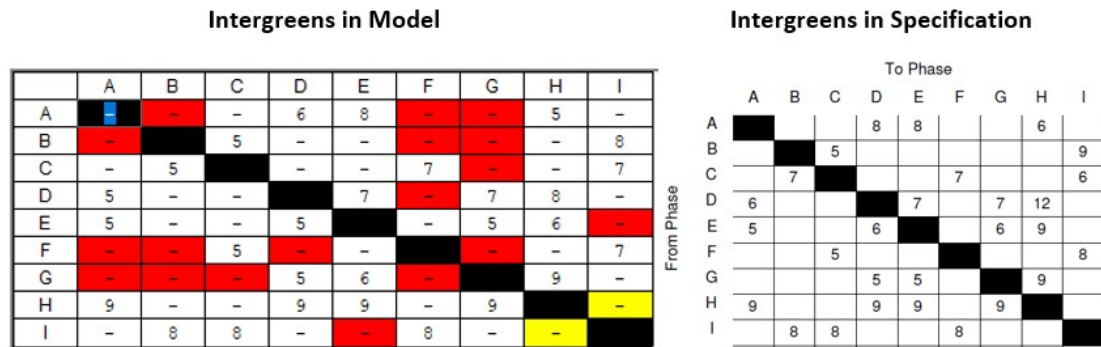 Intergreens in Model
A B C D E F G H I
A - - - 6 8 - - 5 -
B - 5 - - - - - 8
C - 5 - - 7 - - 7
D 5 - - 7 - 7 8 -
E 5 - - 5 - 5 6 -
F - - 5 - - - - 7
G - - - 5 6 - 9 -
H 9 - - 9 9 - 9 -
I - 8 8 - - 8 - -
Intergreens in Specification
To Phase
A B C D E F G H I
From Phase
A 8 8 6
B 5 9
C 7 7 6
D 6 7 7 12
E 5 6 6 9
F 5 8
G 5 5 9
H 9 9 9 9
I 8 8 8